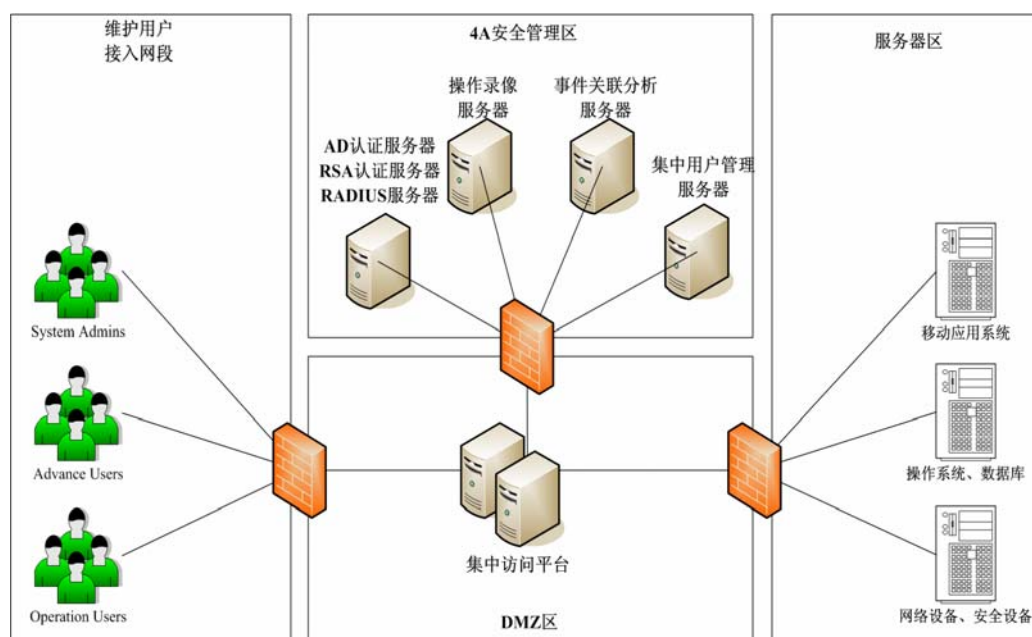 维护用户
接入网段
System Admins
Advance Users
Operation Users
4A安全管理区
操作录像
服务器
事件关联分析
服务器
AD认证服务器
RSA认证服务器
RADIUS服务器
集中用户管理
服务器
集中访问平台
DMZ区
服务器区
移动应用系统
操作系统、数据库
网络设备、安全设备